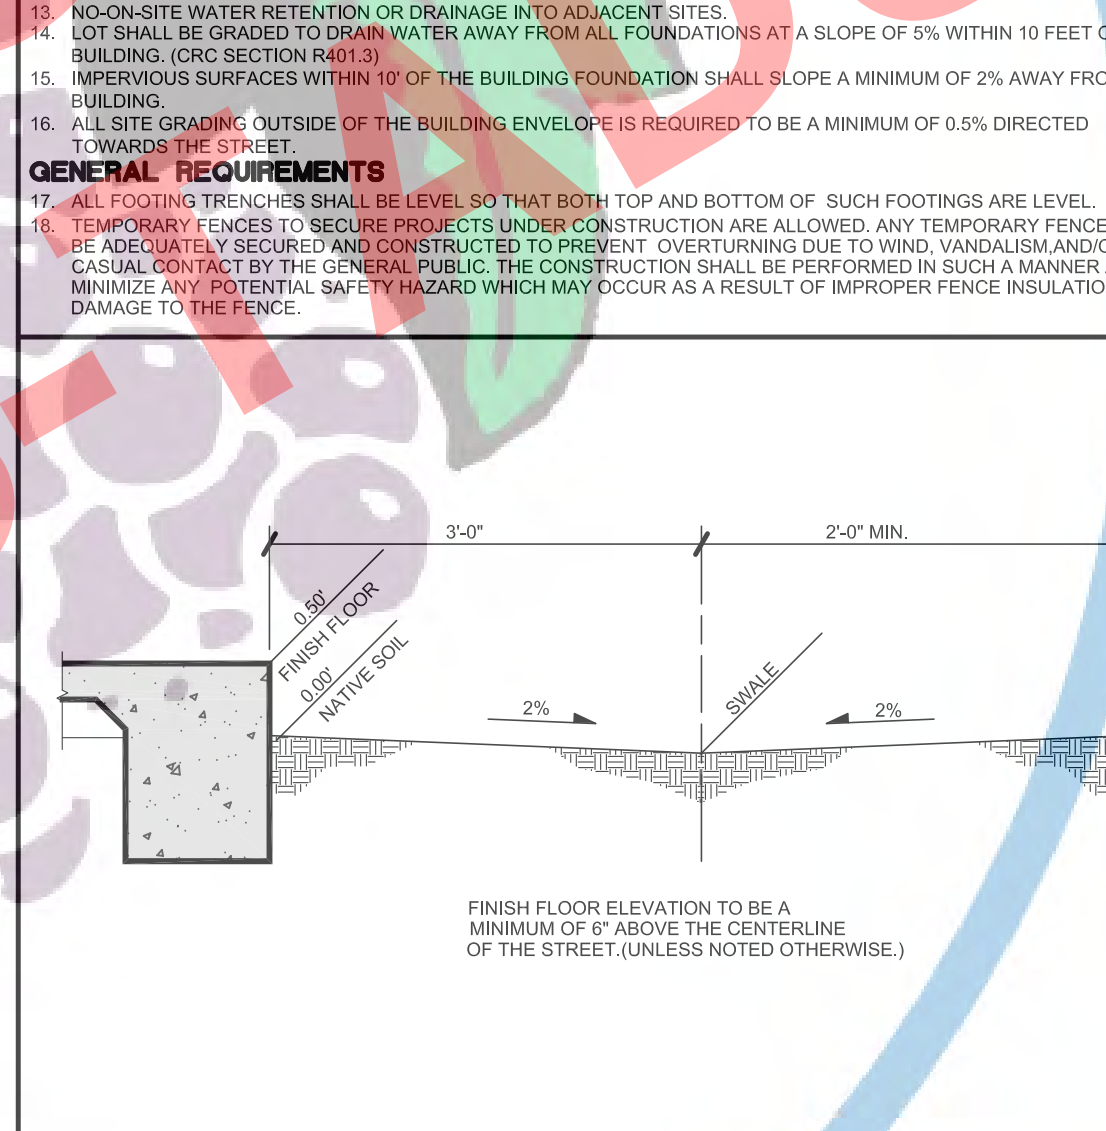 13. NO-ON-SITE WATER RETENTION OR DRAINAGE INTO ADJACENT SITES.
14. LOT SHALL BE GRADED TO DRAIN WATER AWAY FROM ALL FOUNDATIONS AT A SLOPE OF 5% WITHIN 10 FEET
BUILDING. (CRC SECTION R401.3)
15. IMPERVIOUS SURFACES WITHIN 10' OF THE BUILDING FOUNDATION SHALL SLOPE A MINIMUM OF 2% AWAY FRO
BUILDING.
16. ALL SITE GRADING OUTSIDE OF THE BUILDING ENVELOPE IS REQUIRED TO BE A MINIMUM OF 0.5% DIRECTED
TOWARDS THE STREET.
GENERAL REQUIREMENTS
17. ALL FOOTING TRENCHES SHALL BE LEVEL SO THAT BOTH TOP AND BOTTOM OF SUCH FOOTINGS ARE LEVEL.
18. TEMPORARY FENCES TO SECURE PROJECTS UNDER CONSTRUCTION ARE ALLOWED. ANY TEMPORARY FENCE
BE ADEQUATELY SECURED AND CONSTRUCTED TO PREVENT OVERTURNING DUE TO WIND, VANDALISM,AND/O
CASUAL CONTACT BY THE GENERAL PUBLIC. THE CONSTRUCTION SHALL BE PERFORMED IN SUCH A MANNER
MINIMIZE ANY POTENTIAL SAFETY HAZARD WHICH MAY OCCUR AS A RESULT OF IMPROPER FENCE INSULATIO
DAMAGE TO THE FENCE.
3'-0"
2'-0" MIN.
0.50'
FINISH FLOOR
0.00'
NATIVE SOIL
2%
SWALE
2%
FINISH FLOOR ELEVATION TO BE A
MINIMUM OF 6" ABOVE THE CENTERLINE
OF THE STREET.(UNLESS NOTED OTHERWISE.)